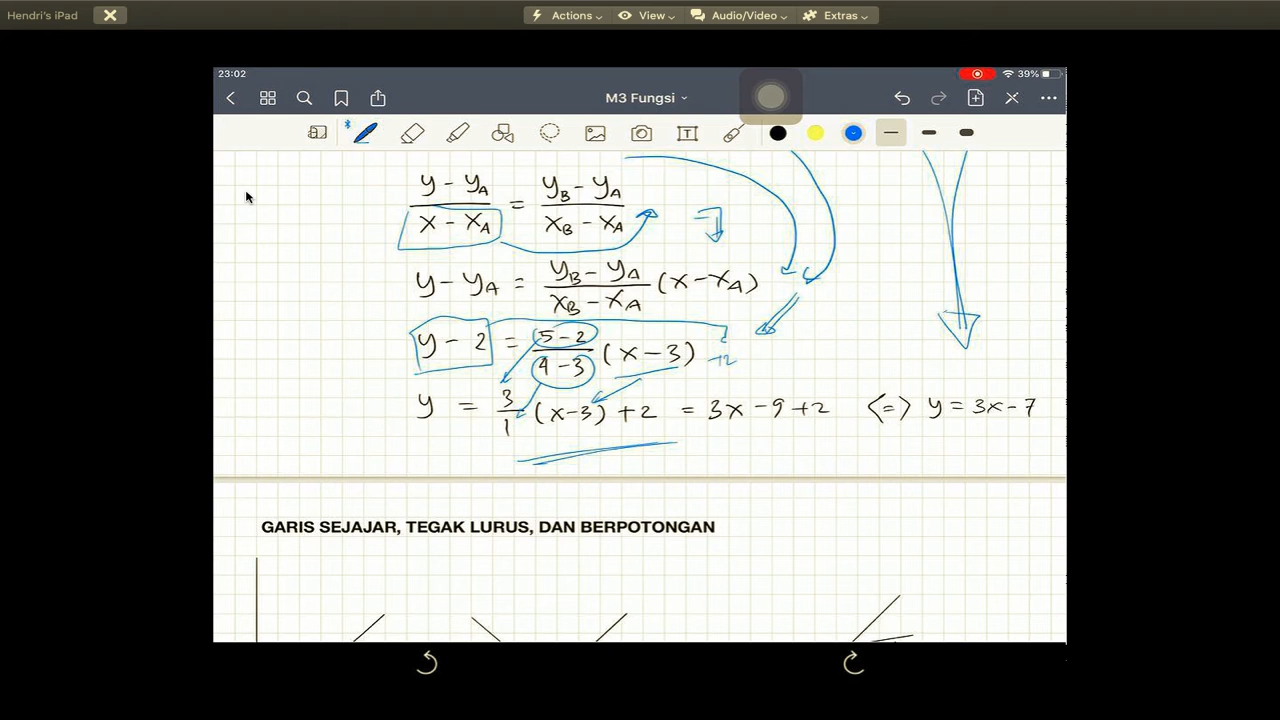 Hendri's iPad
Actions View Audio/Video Extras
23:02 39%
M3 Fungsi
y - yA / x - xA = yB - yA / xB - xA
y - yA = yB - yA / xB - xA (x - xA)
y - 2 = 5 - 2 / 4 - 3 (x - 3) +2
y = 3/1 (x-3) + 2 = 3x - 9 + 2 <=> y = 3x - 7
GARIS SEJAJAR, TEGAK LURUS, DAN BERPOTONGAN